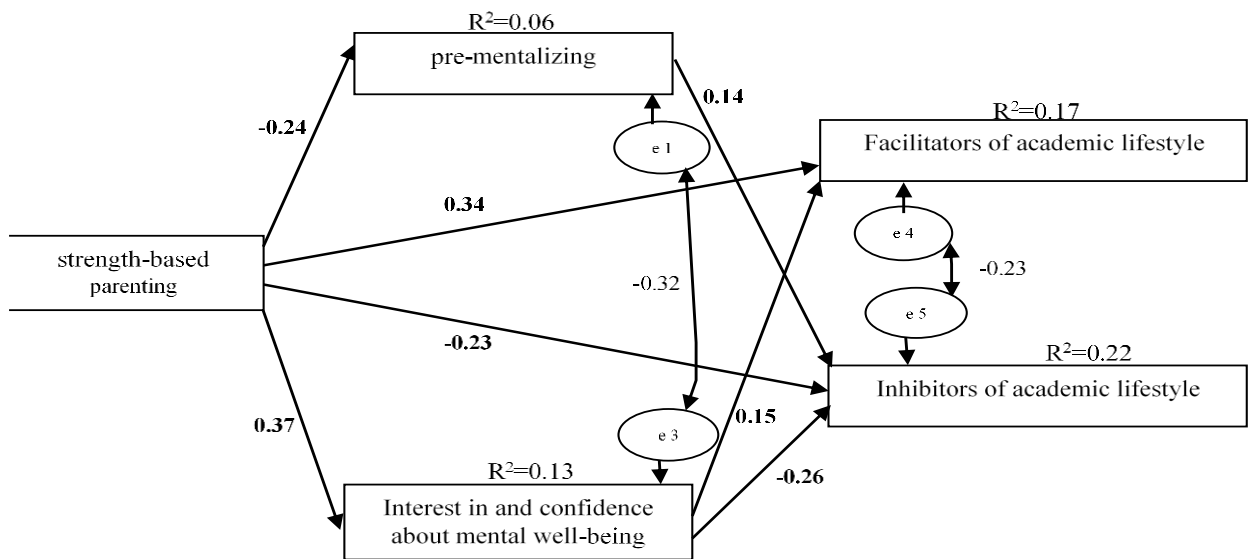 R²=0.06
pre-mentalizing
0.14
R²=0.17
-0.24
e 1
Facilitators of academic lifestyle
0.34
e 4
strength-based
parenting
-0.32
-0.23
e 5
-0.23
R²=0.22
Inhibitors of academic lifestyle
0.37
e 3
0.15
R²=0.13
-0.26
Interest in and confidence
about mental well-being